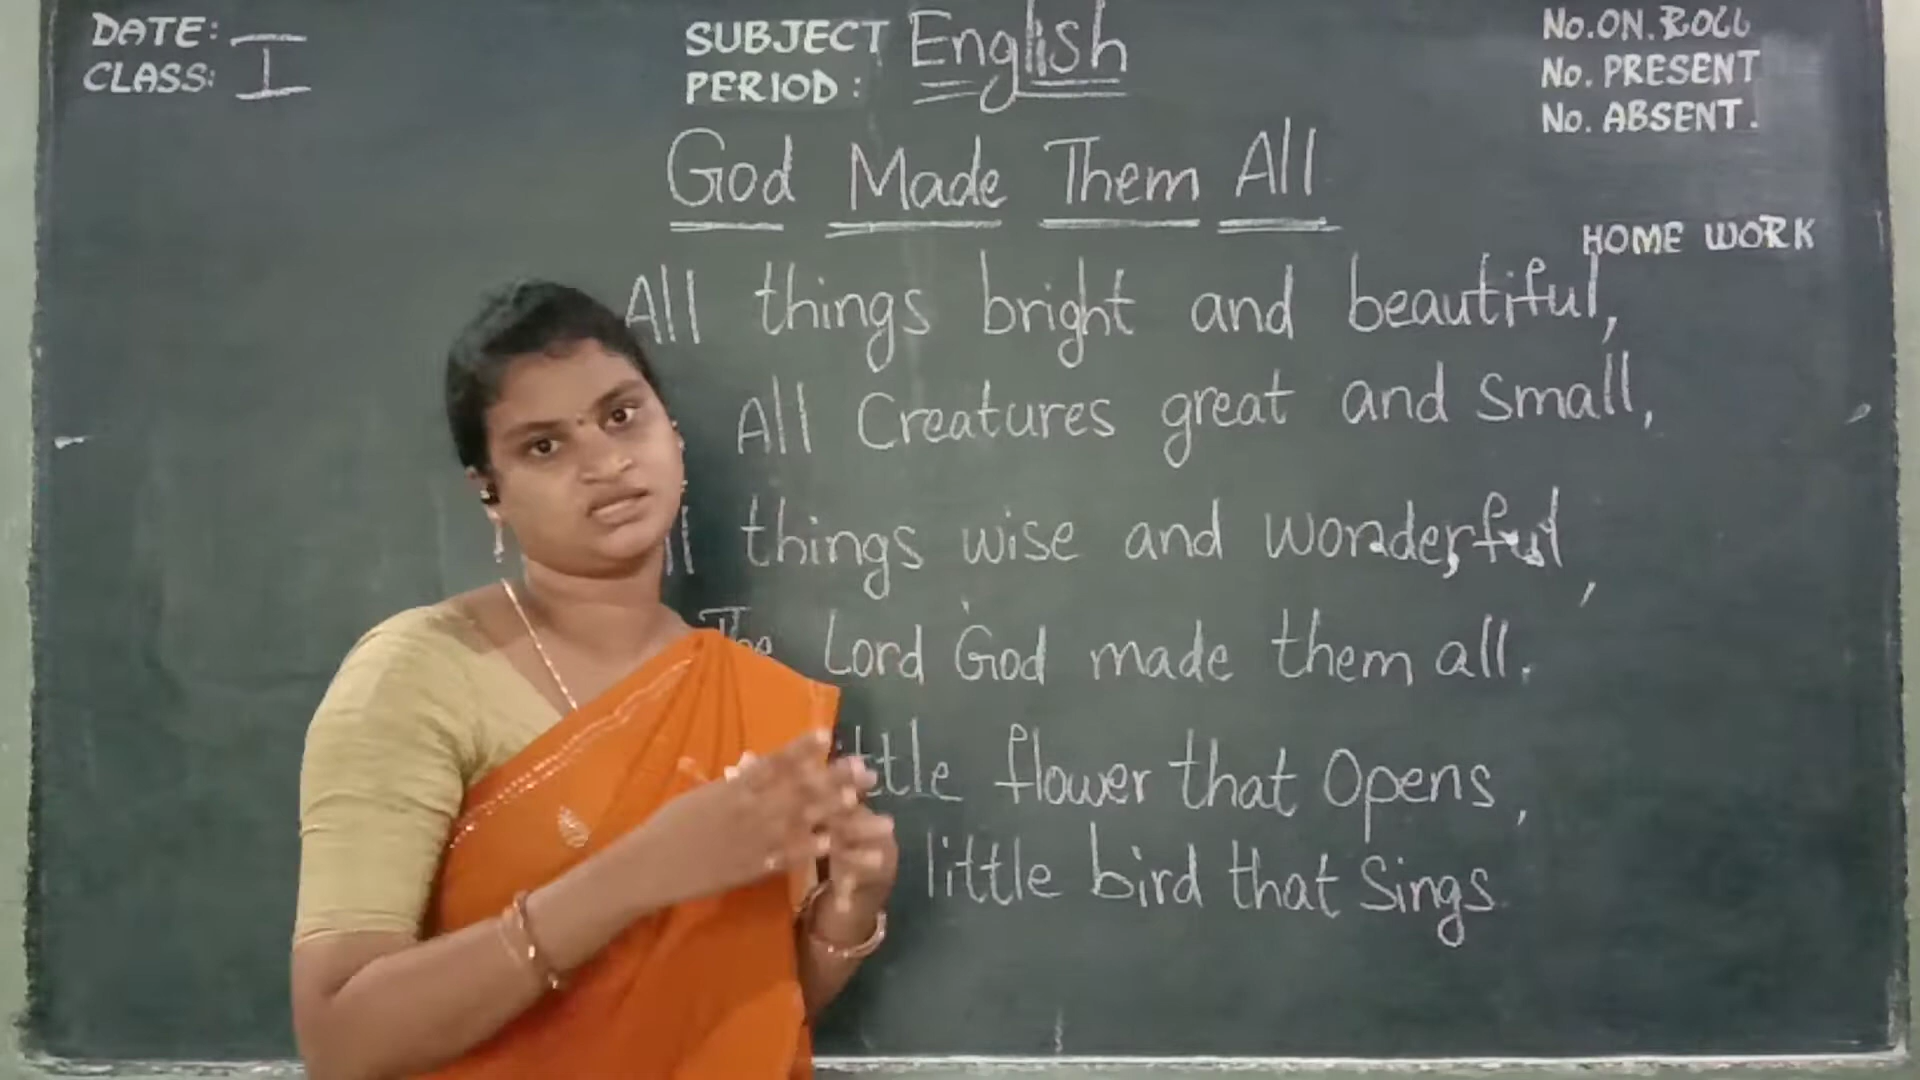 DATE:
CLASS: I
SUBJECT English
PERIOD:
No. ON. ROLL
No. PRESENT
No. ABSENT.
God Made Them All
HOME WORK
All things bright and beautiful,
All Creatures great and small,
things wise and wonderful,
The Lord God made them all.
flower that Opens,
little bird that Sings